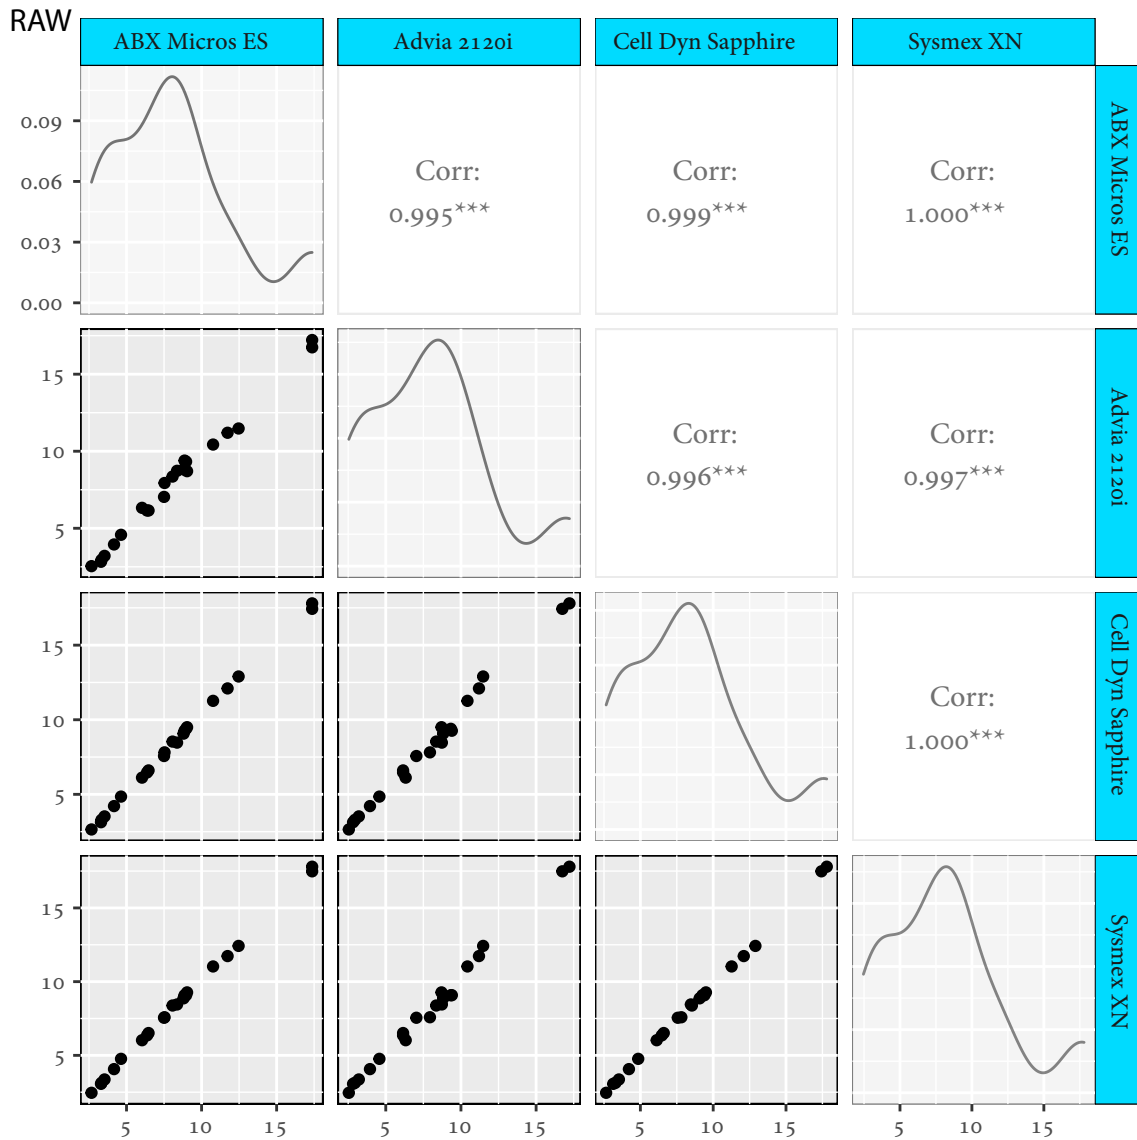 RAW
ABX Micros ES
Advia 2120i
Cell Dyn Sapphire
Sysmex XN
0.09
0.06
0.03
0.00
Corr:
0.995***
Corr:
0.999***
Corr:
1.000***
ABX Micros ES
15
10
5
Corr:
0.996***
Corr:
0.997***
Advia 2120i
15
10
5
Corr:
1.000***
Cell Dyn Sapphire
15
10
5
Sysmex XN
5 10 15
5 10 15
5 10 15
5 10 15